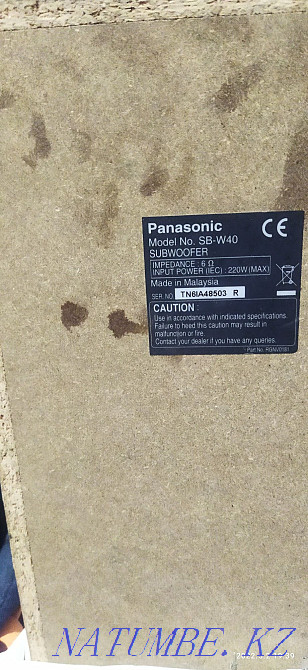 Panasonic
CE
Model No. SB-W40
SUBWOOFER
IMPEDANCE : 6 Ω
INPUT POWER (IEC) : 220W (MAX)
Made in Malaysia
SER. NO TN6IA48503 R
CAUTION :
Use in accordance with indicated specifications.
Failure to heed this caution may result in
malfunction or fire.
Contact your dealer if you have any queries.
NATUMBE.KZ